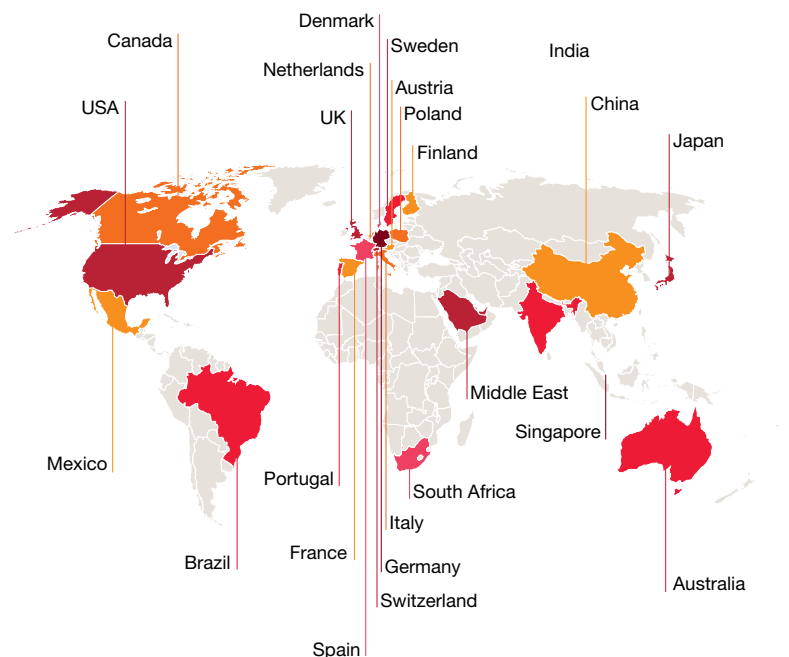 Denmark
Canada
Sweden
India
Netherlands
Austria
USA
China
Poland
UK
Japan
Finland
Middle East
Singapore
Mexico
Portugal
South Africa
Italy
France
Brazil
Germany
Australia
Switzerland
Spain